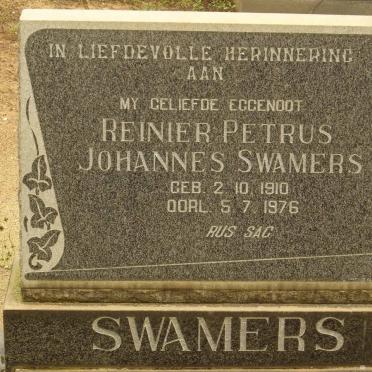 IN LIEFDEVOLLE HERINNERING
AAN
MY GELIEFDE EGGENOOT
REINIER PETRUS
JOHANNES SWAMERS
GEB. 2. 10. 1910
OORL. 5. 7. 1976
RUS SAG
SWAMERS